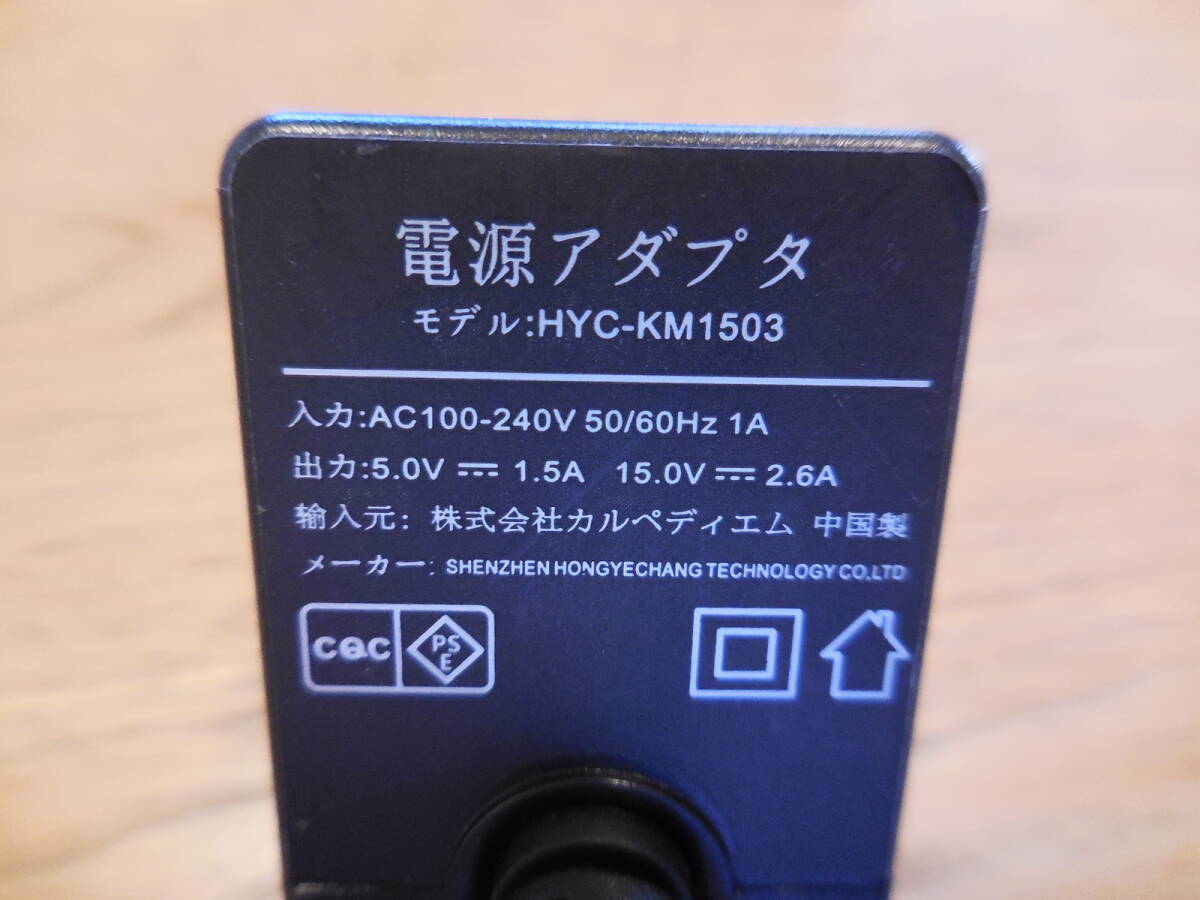 電源アダプタ
モデル:HYC-KM1503
入力:AC100-240V 50/60Hz 1A
出力:5.0V ⎓ 1.5A 15.0V ⎓ 2.6A
輸入元: 株式会社カルペディエム 中国製
メーカー: SHENZHEN HONGYECHANG TECHNOLOGY CO.,LTD
cqc PSE